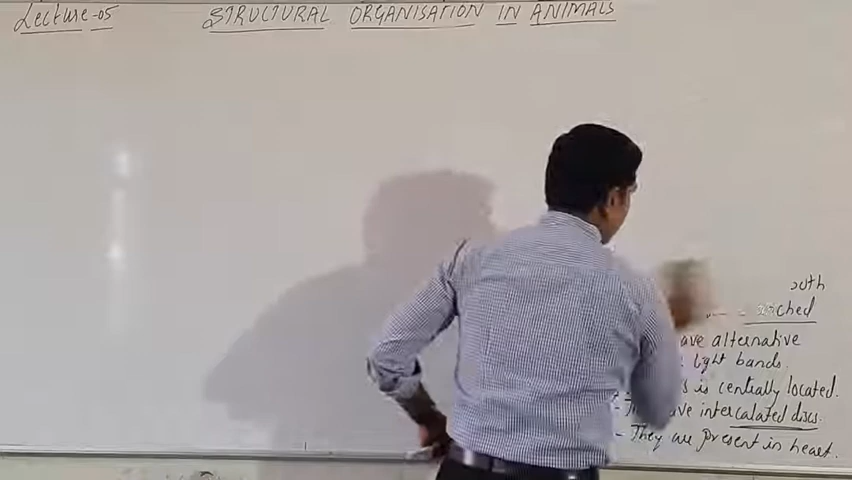 Lecture-05 STRUCTURAL ORGANISATION IN ANIMALS
ave alternative
light bands.
is centrally located.
ave intercalated discs.
- They are present in heart.